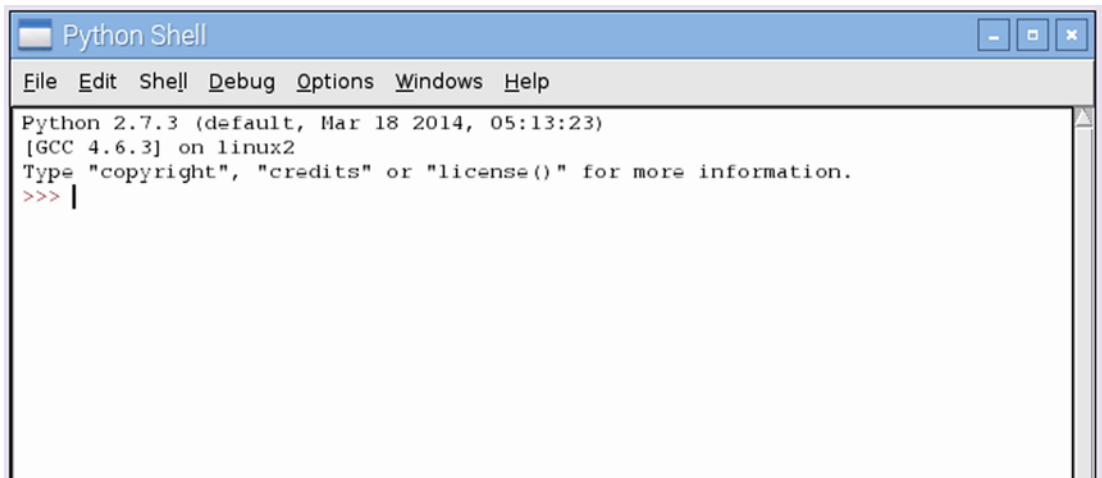 Python Shell
File Edit Shell Debug Options Windows Help
Python 2.7.3 (default, Mar 18 2014, 05:13:23)
[GCC 4.6.3] on linux2
Type "copyright", "credits" or "license()" for more information.
>>>